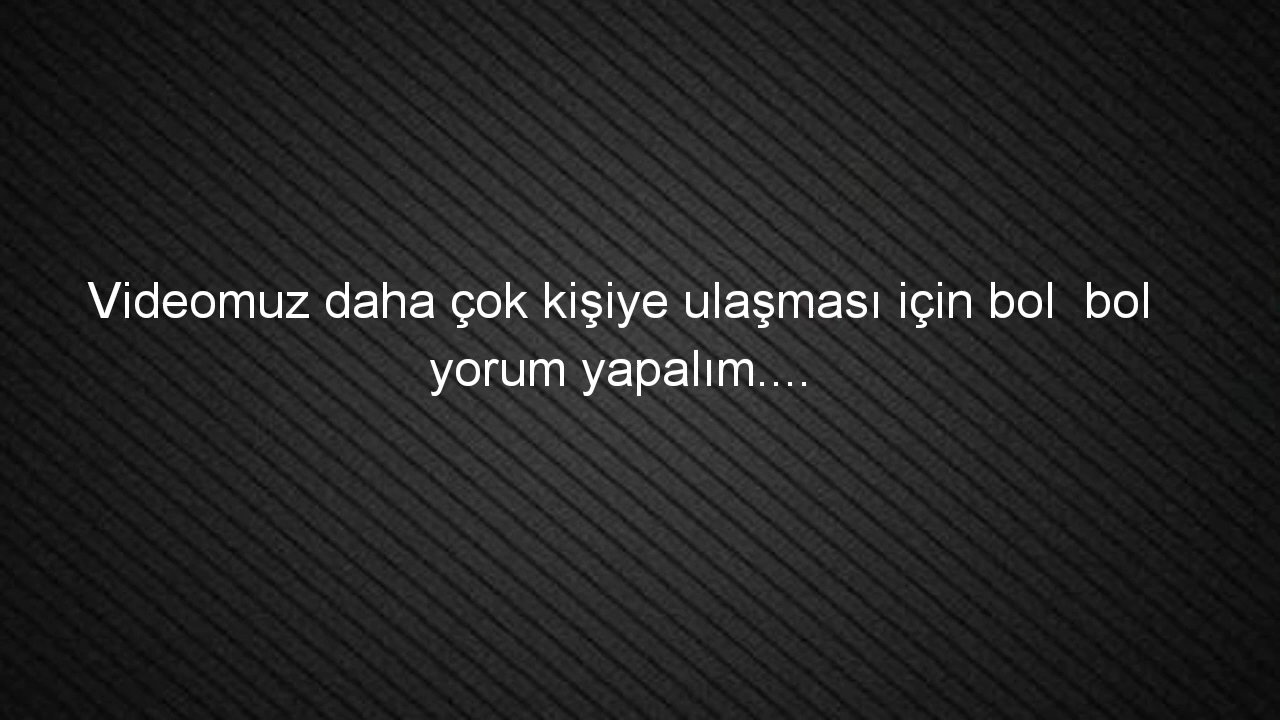 Videomuz daha çok kişiye ulaşması için bol  bol
yorum yapalım....